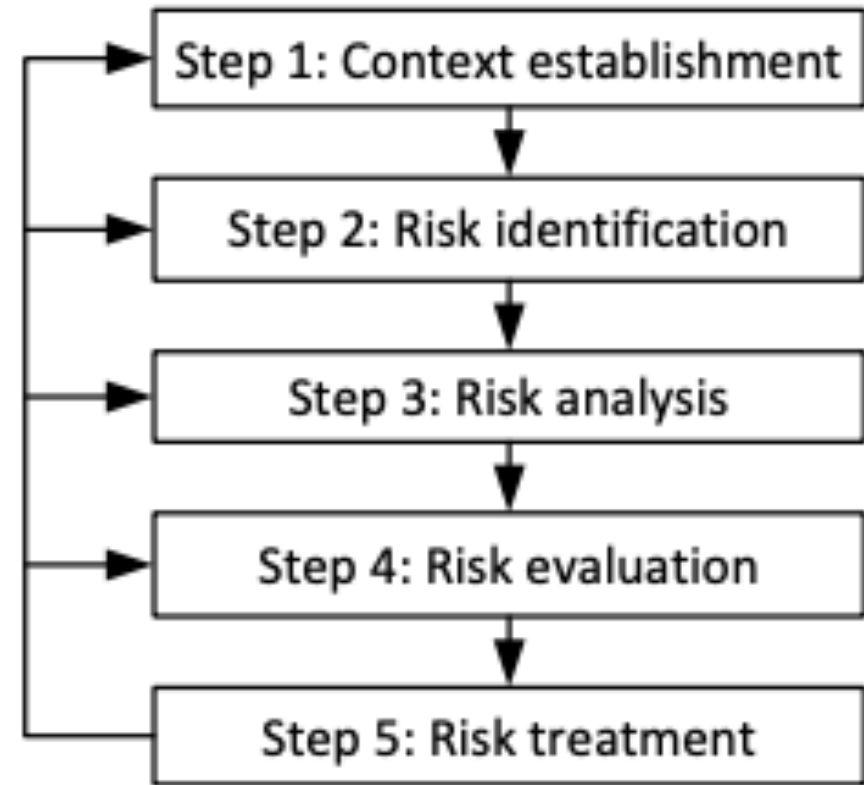 Step 1: Context establishment
Step 2: Risk identification
Step 3: Risk analysis
Step 4: Risk evaluation
Step 5: Risk treatment